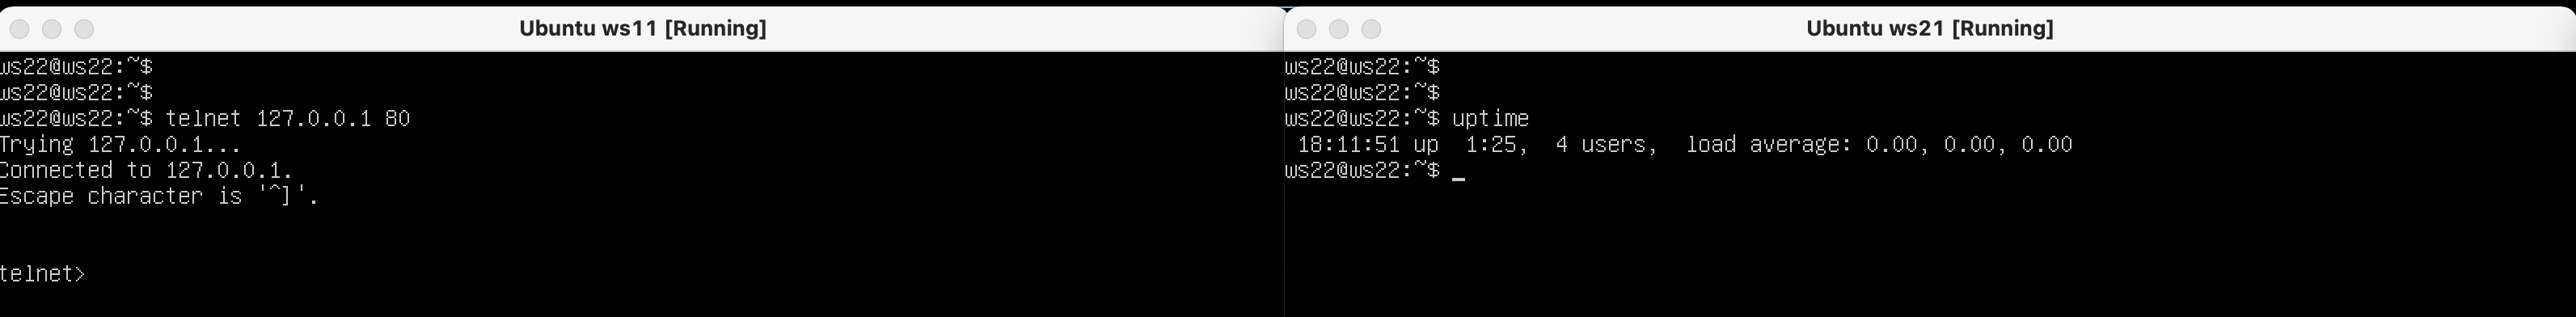 Ubuntu ws11 [Running]
ws22@ws22:~$
ws22@ws22:~$
ws22@ws22:~$ telnet 127.0.0.1 80
Trying 127.0.0.1...
Connected to 127.0.0.1.
Escape character is '^]'.
telnet>
Ubuntu ws21 [Running]
ws22@ws22:~$
ws22@ws22:~$
ws22@ws22:~$ uptime
 18:11:51 up  1:25,  4 users,  load average: 0.00, 0.00, 0.00
ws22@ws22:~$ _